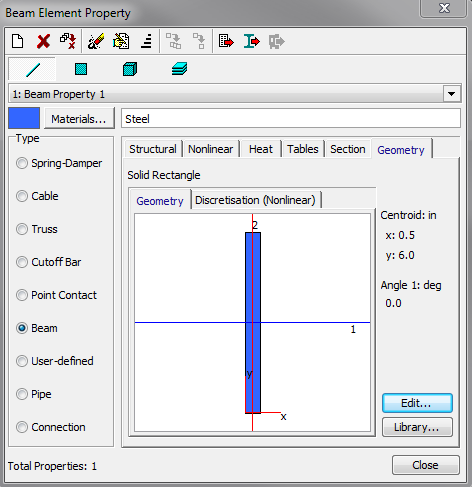 Beam Element Property
1: Beam Property 1
Materials...
Steel
Type
Spring-Damper
Cable
Truss
Cutoff Bar
Point Contact
Beam
User-defined
Pipe
Connection
Structural Nonlinear Heat Tables Section Geometry
Solid Rectangle
Geometry Discretisation (Nonlinear)
2
1
y
x
Centroid: in
x: 0.5
y: 6.0
Angle 1: deg
0.0
Edit...
Library...
Total Properties: 1
Close